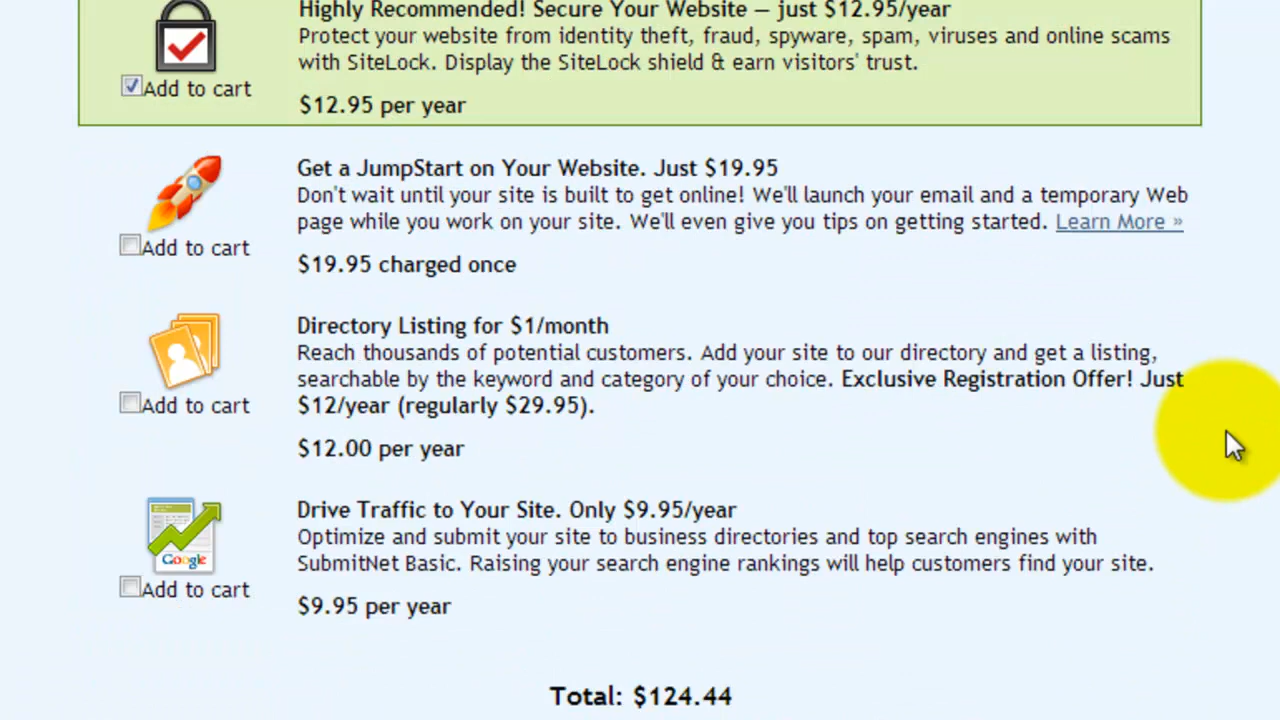 Highly Recommended! Secure Your Website – just $12.95/year
Protect your website from identity theft, fraud, spyware, spam, viruses and online scams
with SiteLock. Display the SiteLock shield & earn visitors' trust.
Add to cart
$12.95 per year
Get a JumpStart on Your Website. Just $19.95
Don't wait until your site is built to get online! We'll launch your email and a temporary Web
page while you work on your site. We'll even give you tips on getting started. Learn More »
Add to cart
$19.95 charged once
Directory Listing for $1/month
Reach thousands of potential customers. Add your site to our directory and get a listing,
searchable by the keyword and category of your choice. Exclusive Registration Offer! Just
$12/year (regularly $29.95).
Add to cart
$12.00 per year
Drive Traffic to Your Site. Only $9.95/year
Optimize and submit your site to business directories and top search engines with
SubmitNet Basic. Raising your search engine rankings will help customers find your site.
Google
Add to cart
$9.95 per year
Total: $124.44